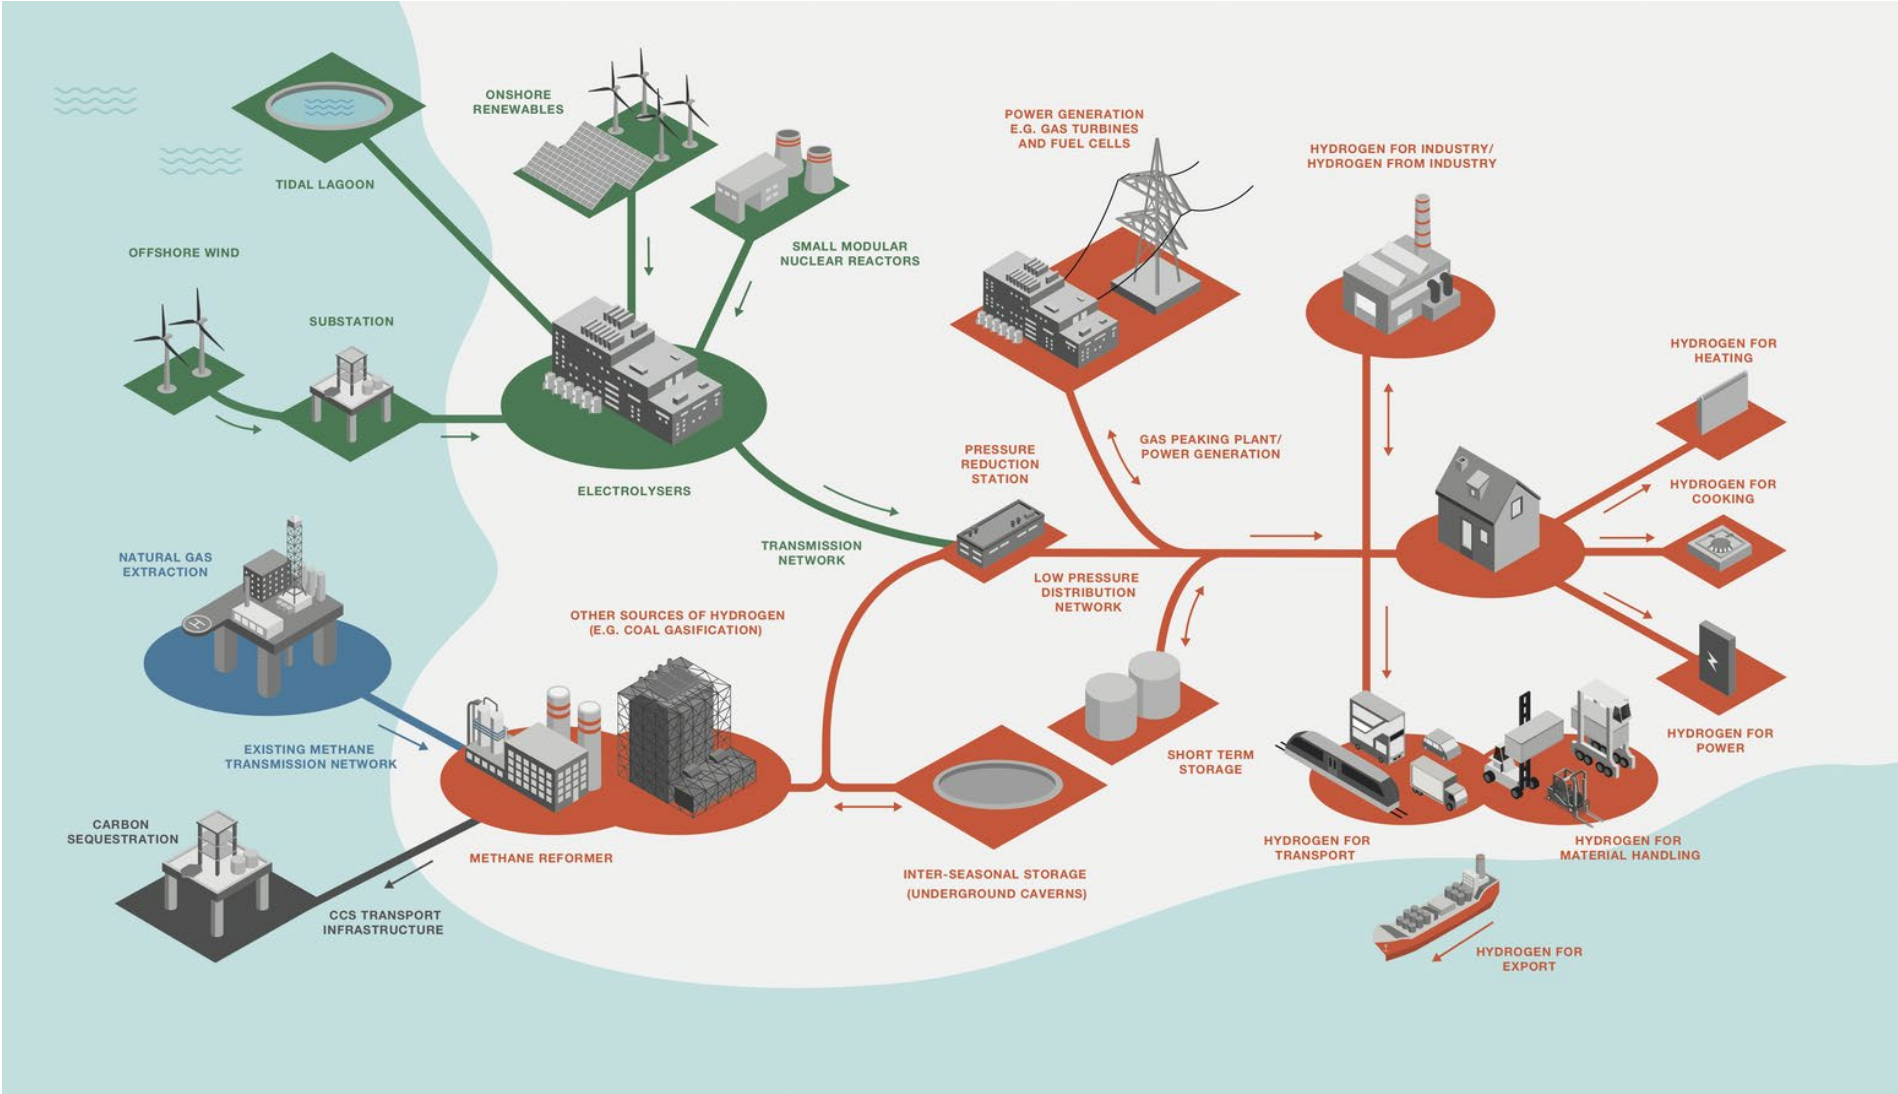 ONSHORE
RENEWABLES
TIDAL LAGOON
OFFSHORE WIND
SUBSTATION
SMALL MODULAR
NUCLEAR REACTORS
ELECTROLYSERS
TRANSMISSION
NETWORK
POWER GENERATION
E.G. GAS TURBINES
AND FUEL CELLS
HYDROGEN FOR INDUSTRY/
HYDROGEN FROM INDUSTRY
GAS PEAKING PLANT/
POWER GENERATION
PRESSURE
REDUCTION
STATION
LOW PRESSURE
DISTRIBUTION
NETWORK
HYDROGEN FOR
HEATING
HYDROGEN FOR
COOKING
HYDROGEN FOR
POWER
NATURAL GAS
EXTRACTION
H
EXISTING METHANE
TRANSMISSION NETWORK
OTHER SOURCES OF HYDROGEN
(E.G. COAL GASIFICATION)
METHANE REFORMER
CARBON
SEQUESTRATION
CCS TRANSPORT
INFRASTRUCTURE
SHORT TERM
STORAGE
INTER-SEASONAL STORAGE
(UNDERGROUND CAVERNS)
HYDROGEN FOR
TRANSPORT
HYDROGEN FOR
MATERIAL HANDLING
HYDROGEN FOR
EXPORT